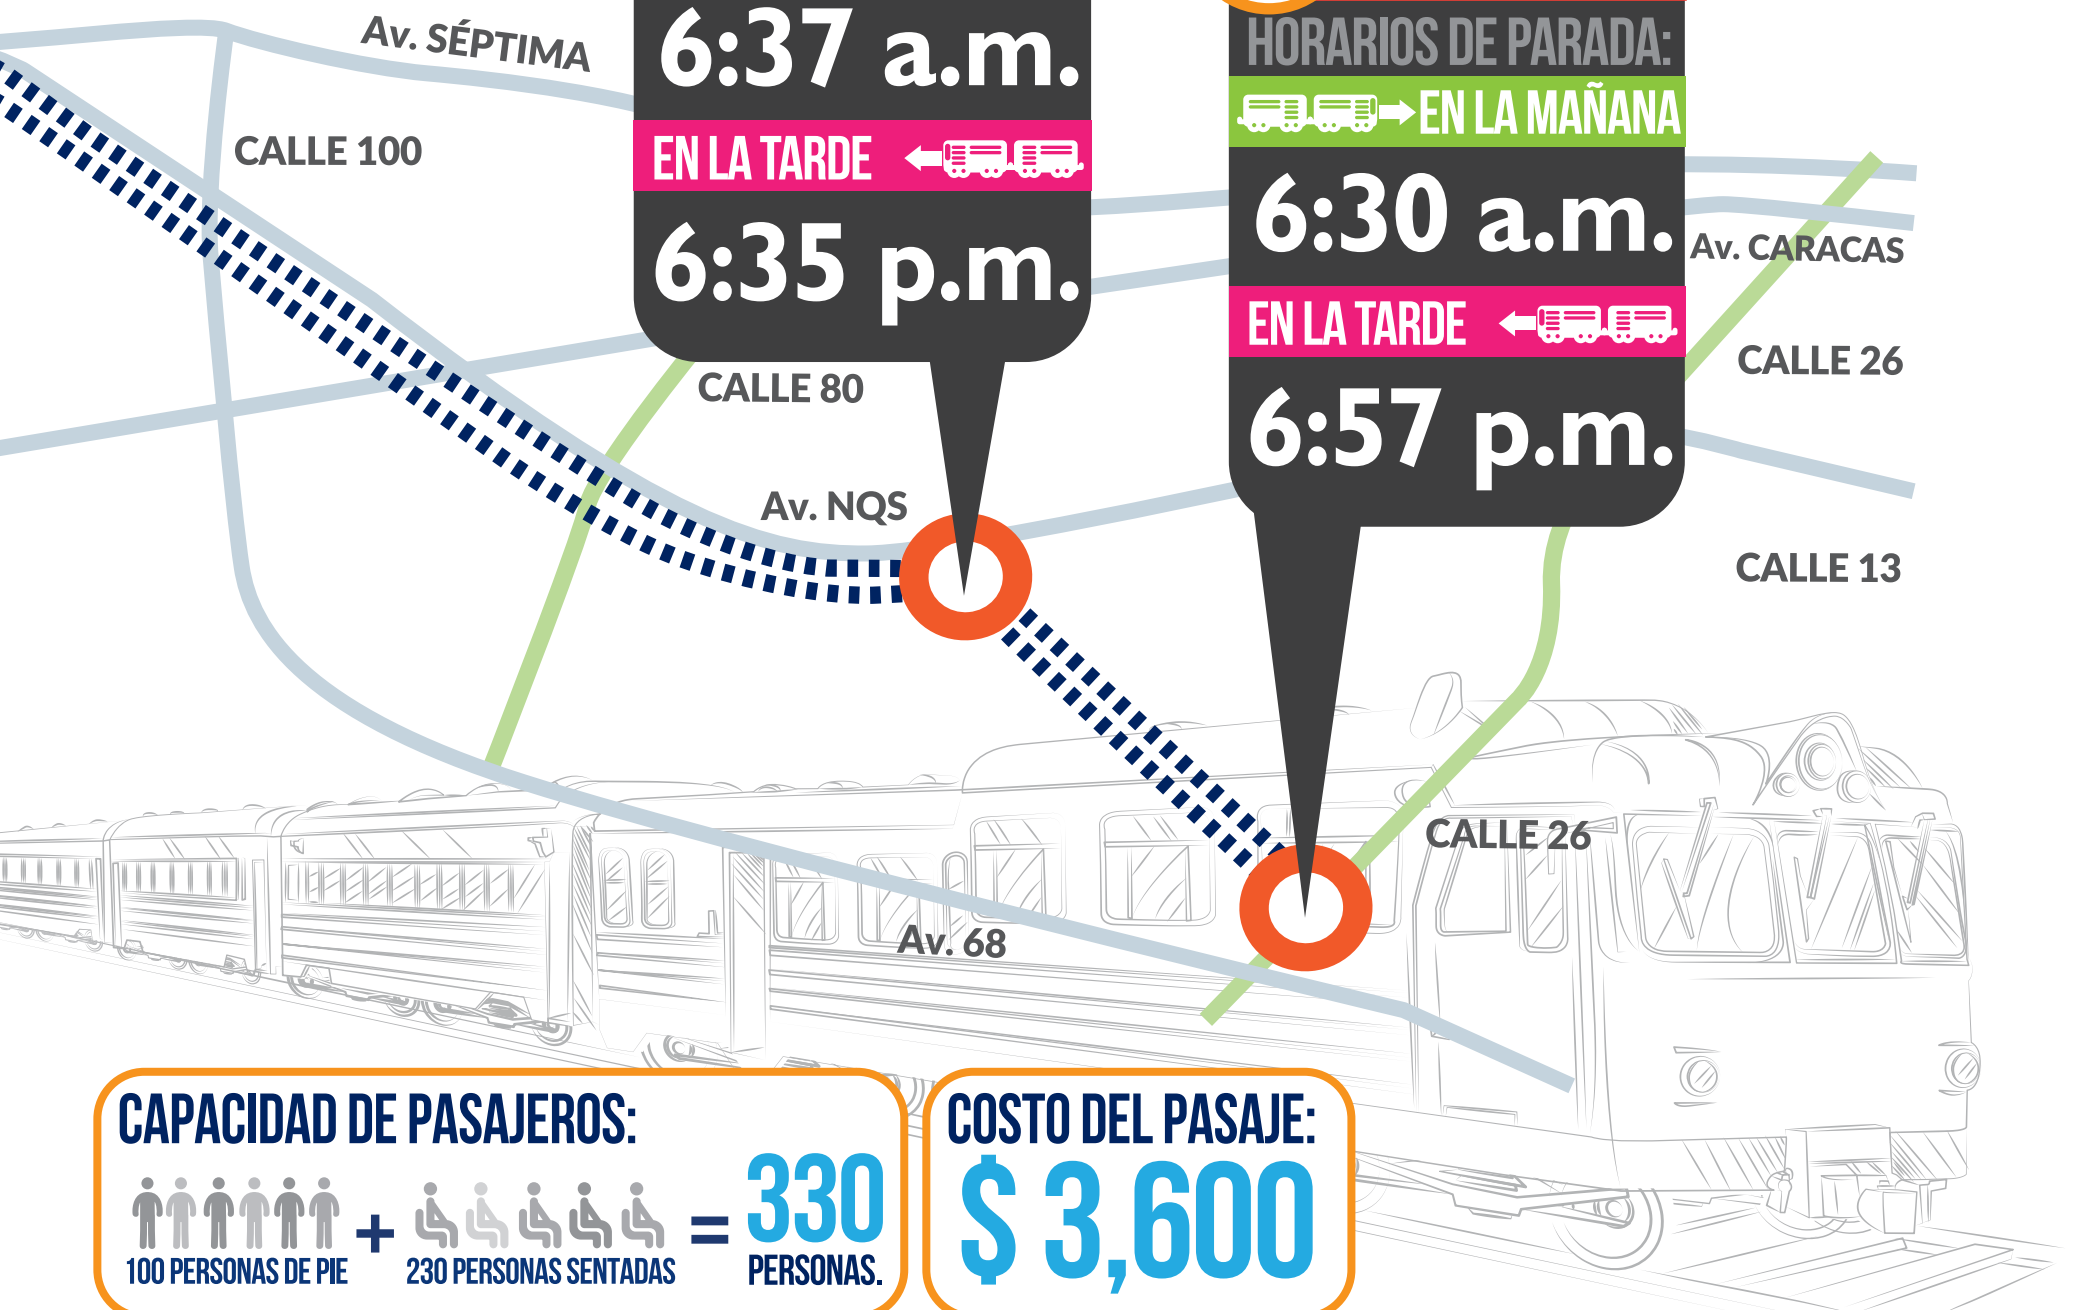 Av. SÉPTIMA
CALLE 100
6:37 a.m.
EN LA TARDE
6:35 p.m.
HORARIOS DE PARADA:
EN LA MAÑANA
6:30 a.m.
EN LA TARDE
6:57 p.m.
Av. CARACAS
CALLE 26
CALLE 80
Av. NQS
CALLE 13
CALLE 26
Av. 68
CAPACIDAD DE PASAJEROS:
100 PERSONAS DE PIE
+
230 PERSONAS SENTADAS
=
330
PERSONAS.
COSTO DEL PASAJE:
$ 3,600